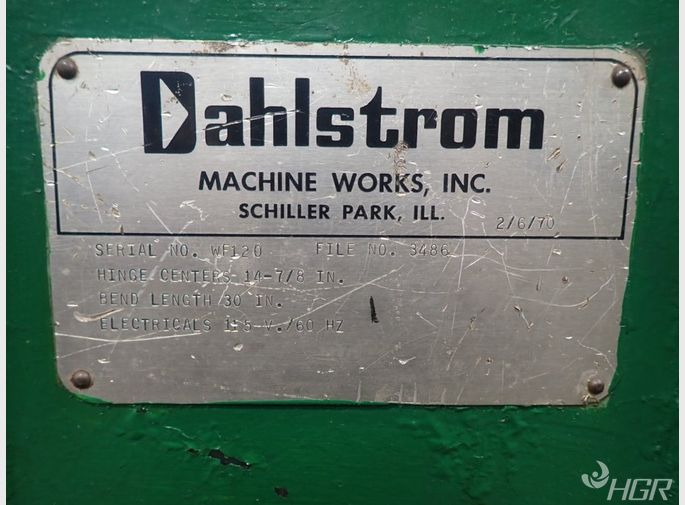 Dahlstrom
MACHINE WORKS, INC.
SCHILLER PARK, ILL.
2/6/70
SERIAL NO. WF120 FILE NO. 3486
HINGE CENTERS 14-7/8 IN.
BEND LENGTH 30 IN.
ELECTRICALS 115-V./60 HZ
HGR